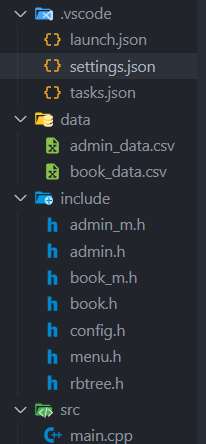 .vscode
launch.json
settings.json
tasks.json
data
admin_data.csv
book_data.csv
include
admin_m.h
admin.h
book_m.h
book.h
config.h
menu.h
rbtree.h
src
main.cpp